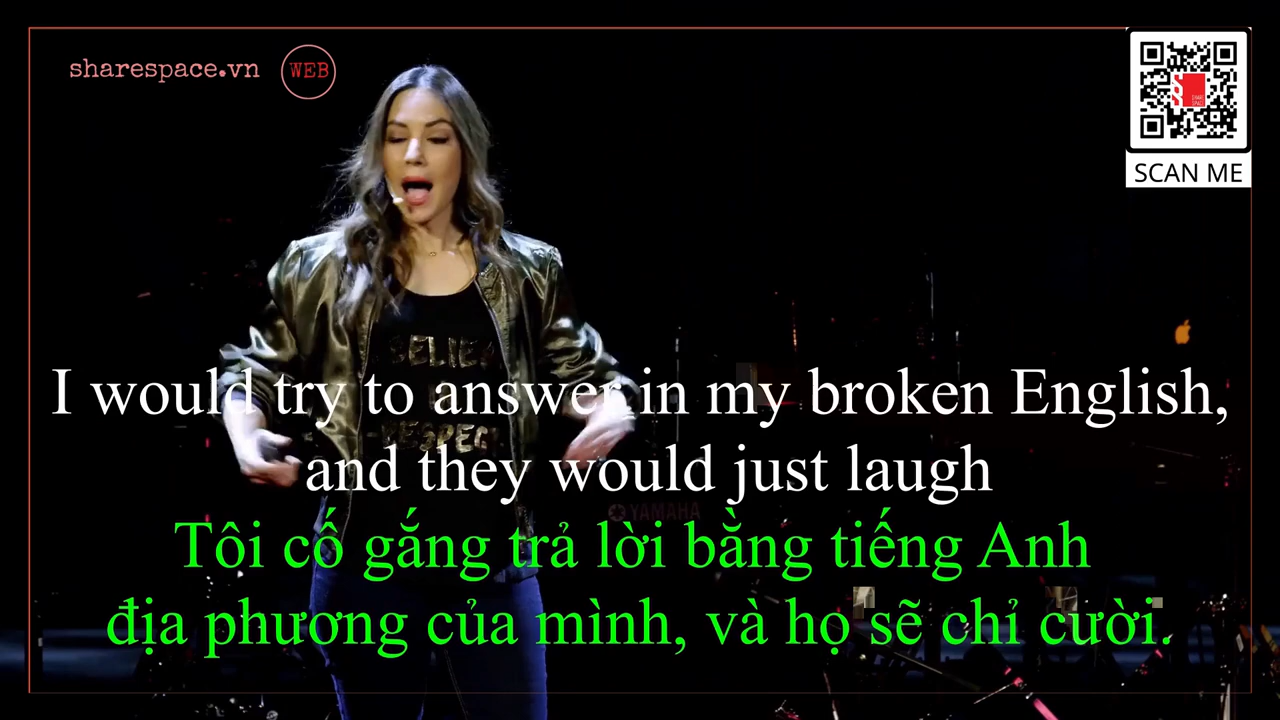 sharespace.vn WEB
SCAN ME
I would try to answer in my broken English,
and they would just laugh
YAMAHA
Tôi cố gắng trả lời bằng tiếng Anh
địa phương của mình, và họ sẽ chỉ cười.